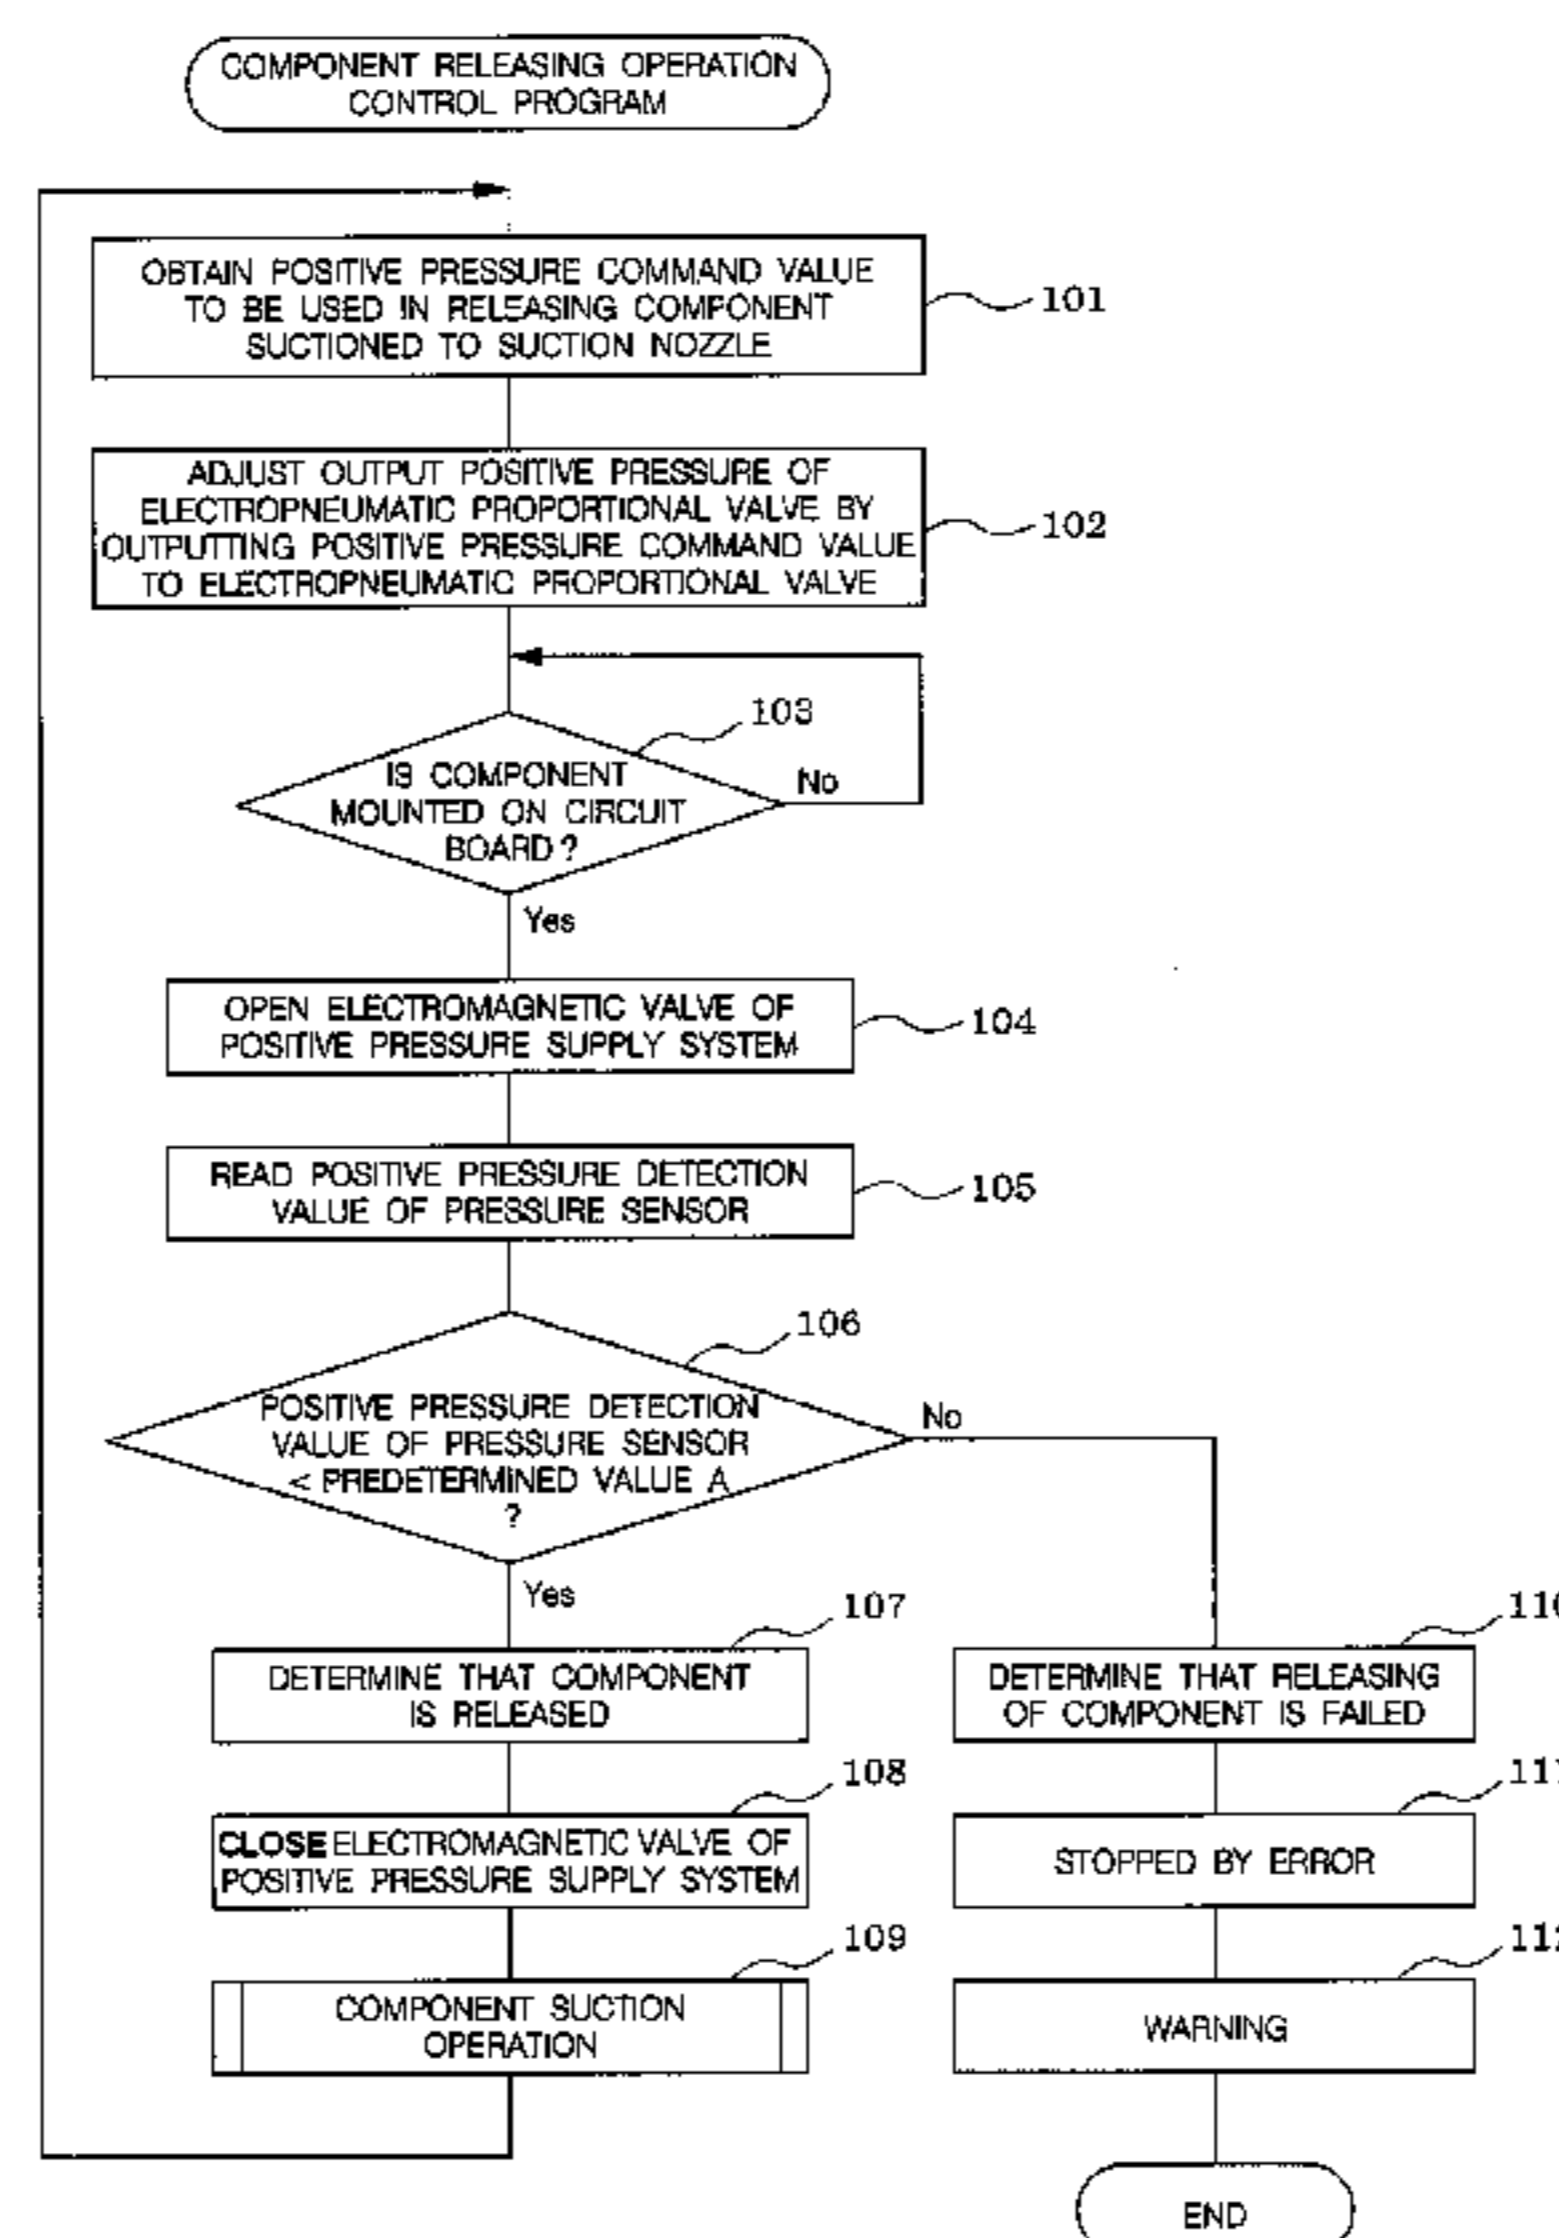 COMPONENT RELEASING OPERATION
CONTROL PROGRAM
OBTAIN POSITIVE PRESSURE COMMAND VALUE
TO BE USED IN RELEASING COMPONENT
SUCTIONED TO SUCTION NOZZLE
101
ADJUST OUTPUT POSITIVE PRESSURE OF
ELECTROPNEUMATIC PROPORTIONAL VALVE BY
OUTPUTTING POSITIVE PRESSURE COMMAND VALUE
TO ELECTROPNEUMATIC PROPORTIONAL VALVE
102
103
IS COMPONENT
MOUNTED ON CIRCUIT
BOARD?
No
Yes
OPEN ELECTROMAGNETIC VALVE OF
POSITIVE PRESSURE SUPPLY SYSTEM
104
READ POSITIVE PRESSURE DETECTION
VALUE OF PRESSURE SENSOR
105
106
POSITIVE PRESSURE DETECTION
VALUE OF PRESSURE SENSOR
< PREDETERMINED VALUE A
?
No
Yes
107
DETERMINE THAT COMPONENT
IS RELEASED
108
CLOSE ELECTROMAGNETIC VALVE OF
POSITIVE PRESSURE SUPPLY SYSTEM
109
COMPONENT SUCTION
OPERATION
110
DETERMINE THAT RELEASING
OF COMPONENT IS FAILED
111
STOPPED BY ERROR
112
WARNING
END